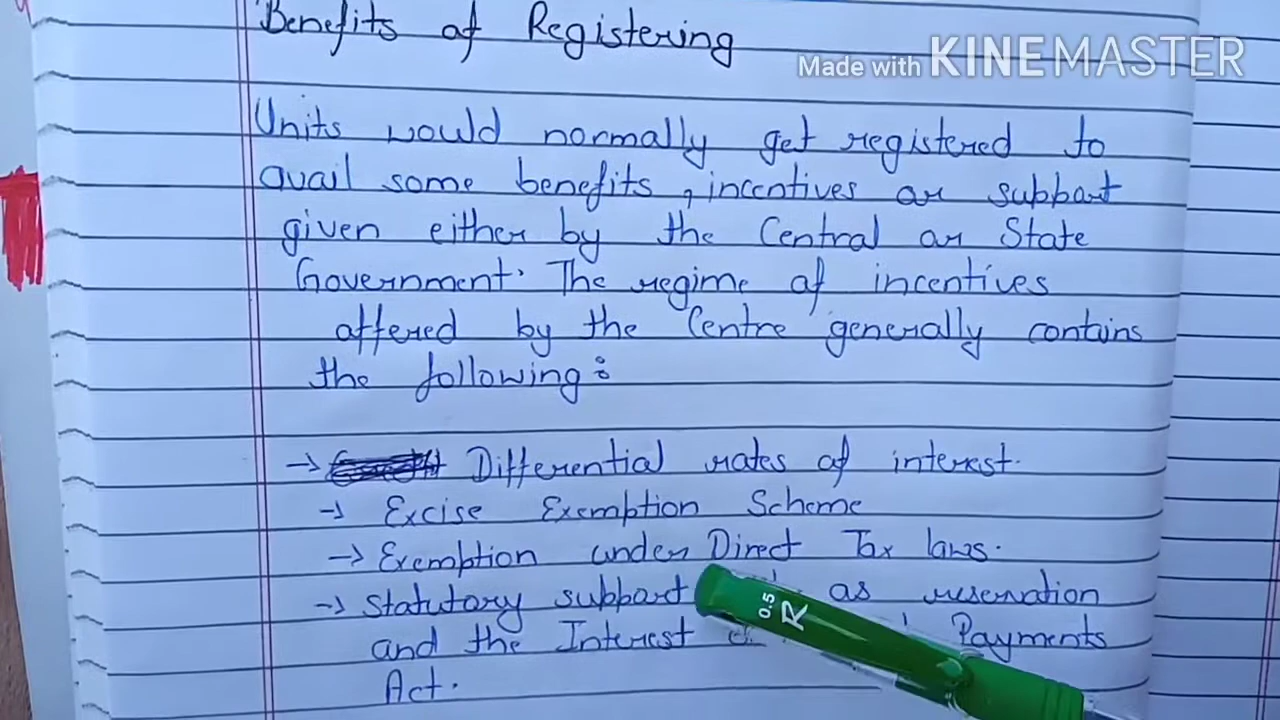 Benefits of Registering
Made with KINEMASTER
Units would normally get registered to
avail some benefits, incentives or support
given either by the Central or State
Government. The regime of incentives
offered by the Centre generally contains
the following:
→ Differential rates of interest.
→ Excise Exemption Scheme
→ Exemption under Direct Tax laws.
→ Statutory support as reservation
and the Interest Payments
Act.
0.5 R